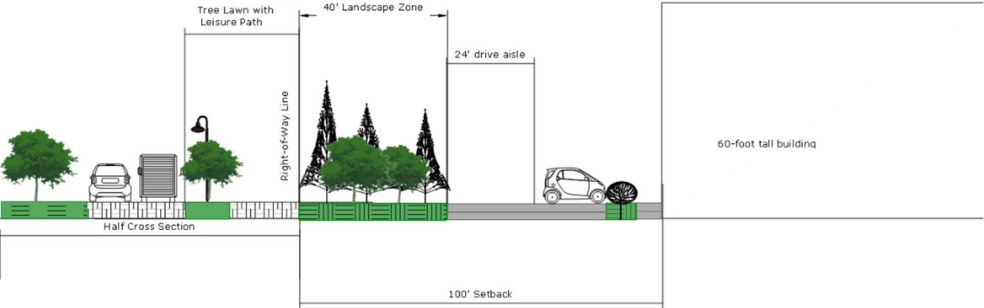 Tree Lawn with
Leisure Path
40' Landscape Zone
24' drive aisle
Right-of-Way Line
60-foot tall building
Half Cross Section
100' Setback